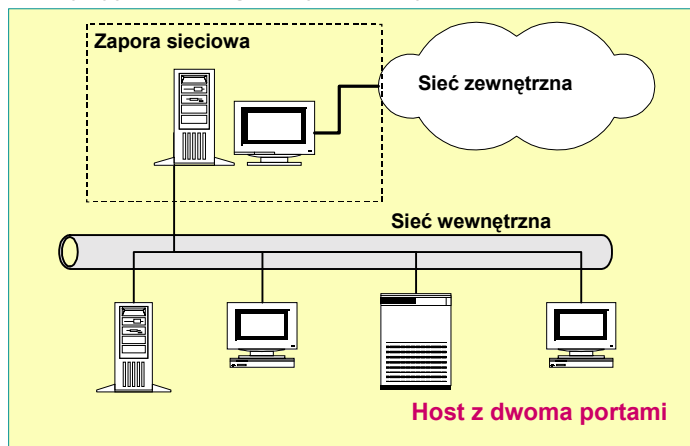 Zapora sieciowa
Sieć zewnętrzna
Sieć wewnętrzna
Host z dwoma portami